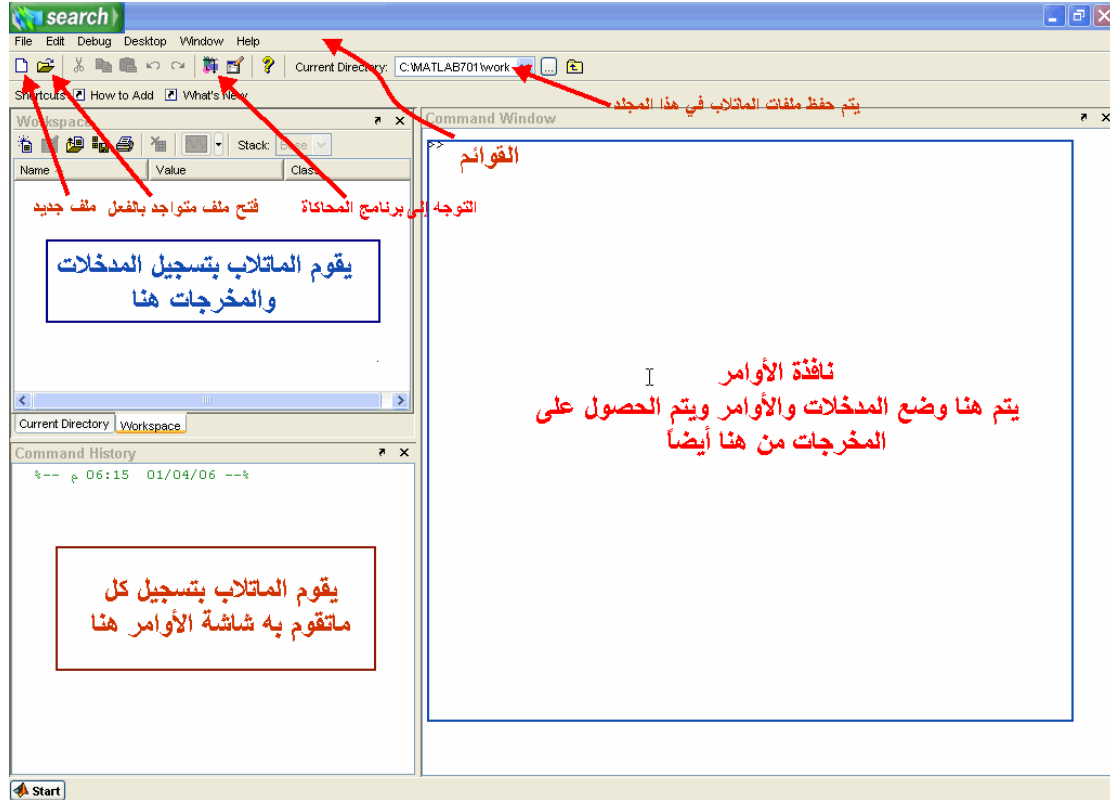 search
File Edit Debug Desktop Window Help
Current Directory: C:\MATLAB701\work
Shortcuts How to Add What's New
يتم حفظ ملفات الماتلاب في هذا المجلد
Workspace
Command Window
Stack: Base
>>
القوائم
Name Value Class
ملف جديد
فتح ملف متواجد بالفعل
التوجه إلى برنامج المحاكاة
يقوم الماتلاب بتسجيل المدخلات
والمخرجات هنا
نافذة الأوامر
يتم هنا وضع المدخلات والأوامر ويتم الحصول على
المخرجات من هنا أيضاً
Current Directory Workspace
Command History
%-- م 06:15 01/04/06 --%
يقوم الماتلاب بتسجيل كل
ماتقوم به شاشة الأوامر هنا
Start